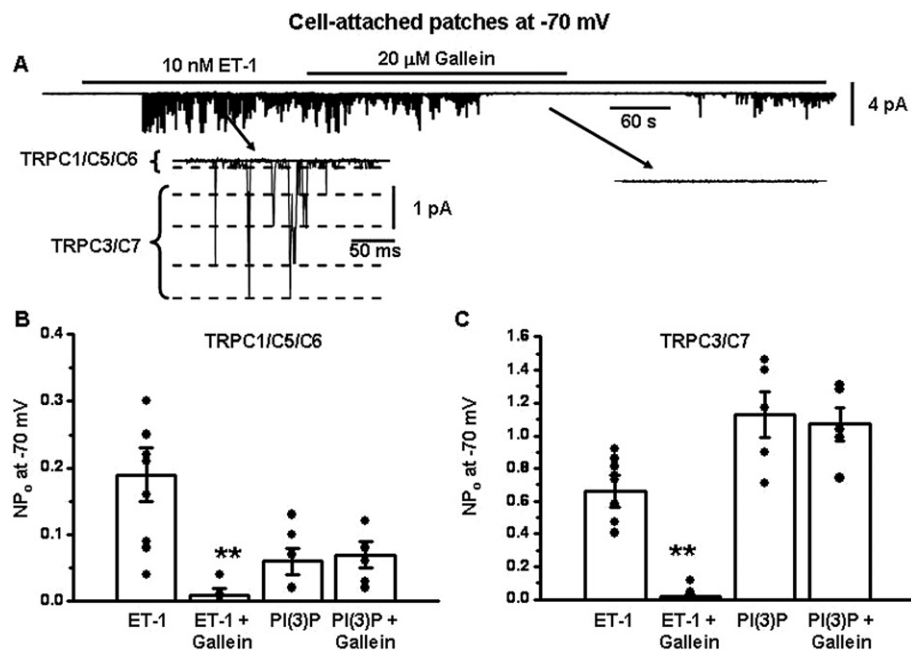 Cell-attached patches at -70 mV
A
10 nM ET-1
20 μM Gallein
60 s
4 pA
TRPC1/C5/C6
TRPC3/C7
1 pA
50 ms
B
TRPC1/C5/C6
NPo at -70 mV
0.4
0.3
0.2
0.1
0.0
**
ET-1
ET-1 + Gallein
PI(3)P
PI(3)P + Gallein
C
TRPC3/C7
NPo at -70 mV
1.6
1.4
1.2
1.0
0.8
0.6
0.4
0.2
0.0
**
ET-1
ET-1 + Gallein
PI(3)P
PI(3)P + Gallein